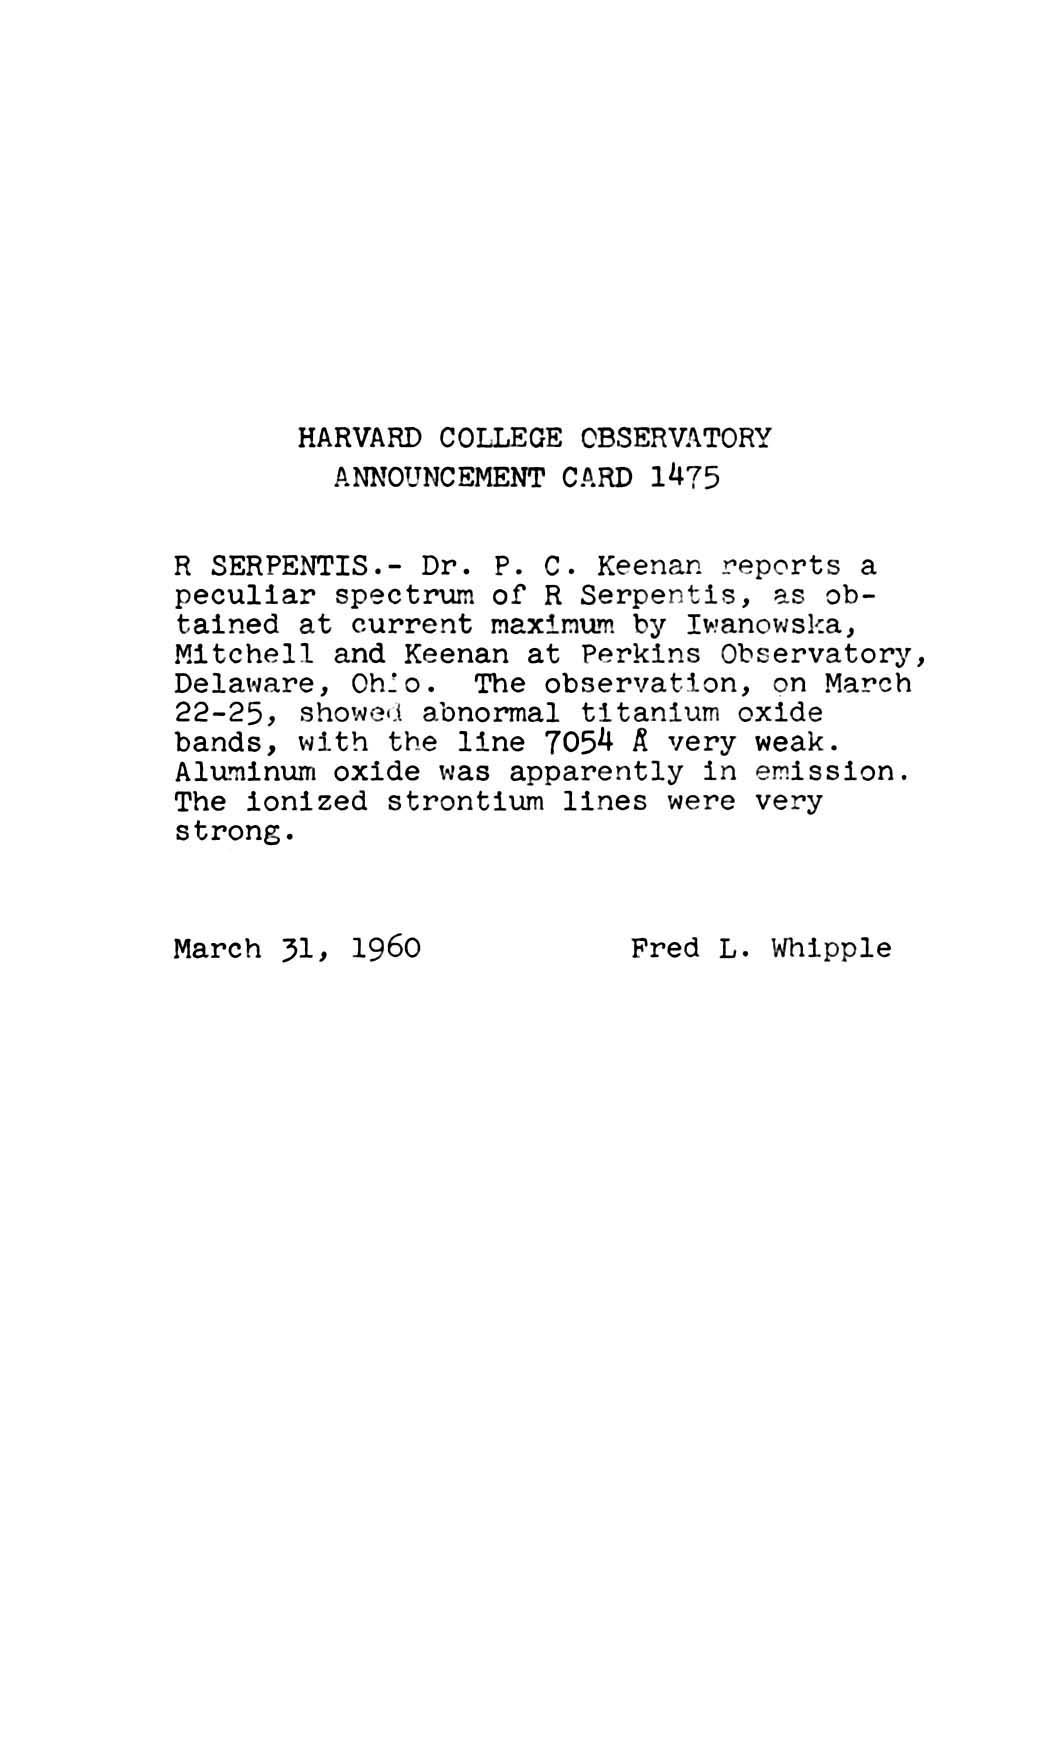 HARVARD COLLEGE OBSERVATORY
ANNOUNCEMENT CARD 1475
R SERPENTIS.- Dr. P. C. Keenan reports a
peculiar spectrum of R Serpentis, as ob-
tained at current maximum by Iwanowska,
Mitchell and Keenan at Perkins Observatory,
Delaware, Ohio. The observation, on March
22-25, showed abnormal titanium oxide
bands, with the line 7054 Å very weak.
Aluminum oxide was apparently in emission.
The ionized strontium lines were very
strong.
March 31, 1960 Fred L. Whipple